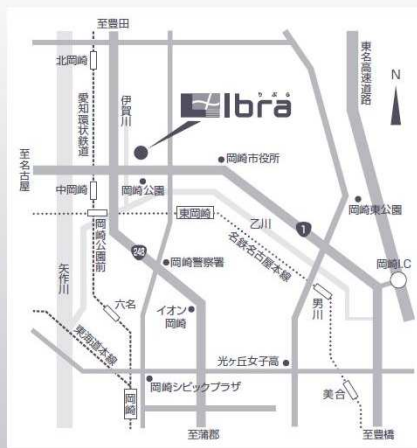 至豊田
北岡崎
愛知環状鉄道
伊賀川
りぶら
Libra
東名高速道路
N
至名古屋
岡崎市役所
中岡崎
岡崎公園
岡崎東公園
東岡崎
乙川
1
岡崎公園前
248
名鉄名古屋本線
岡崎I.C
矢作川
岡崎警察署
男川
六名
イオン
岡崎
東海道本線
光ヶ丘女子高
岡崎シビックプラザ
岡崎
美合
至蒲郡
至豊橋